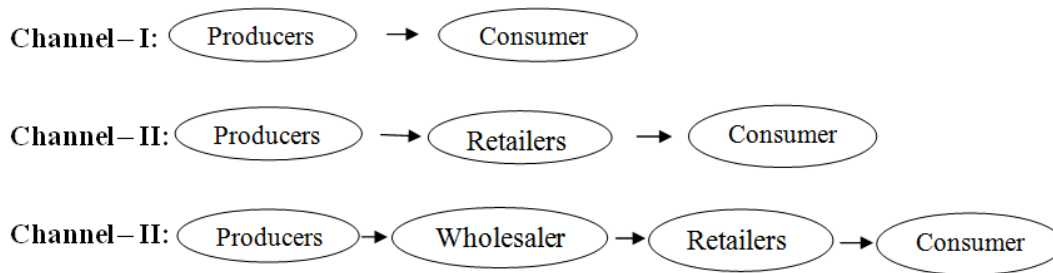 Channel–I: Producers Consumer
Channel–II: Producers Retailers Consumer
Channel–II: Producers Wholesaler Retailers Consumer